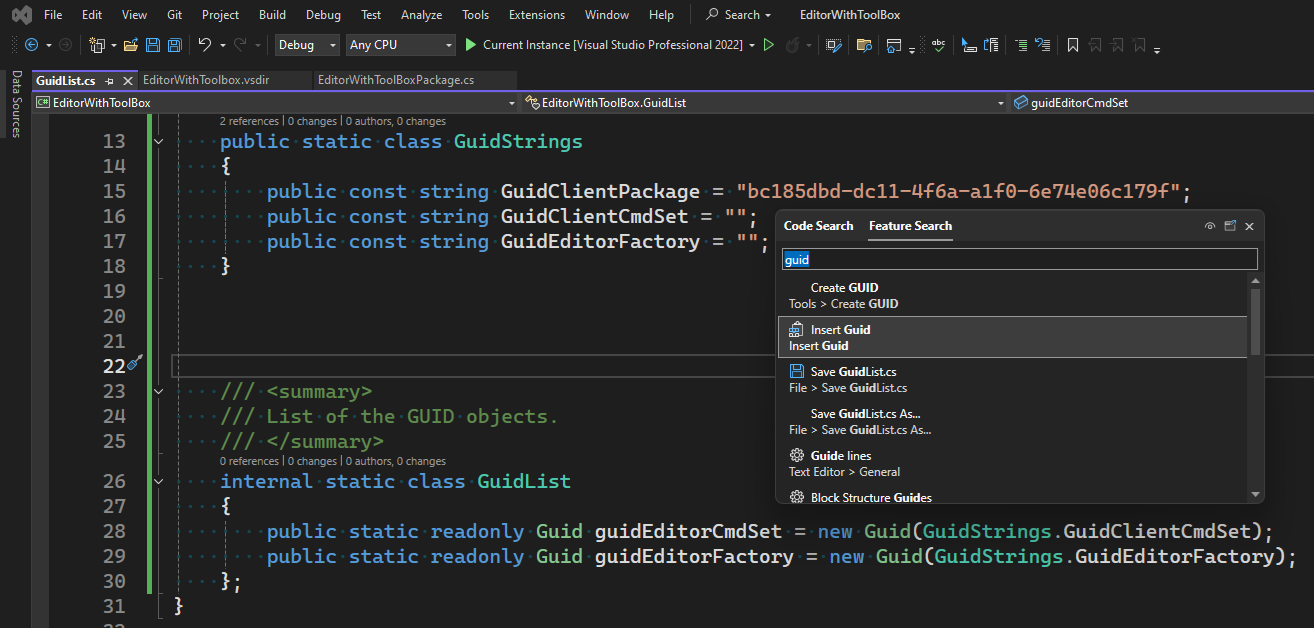 File Edit View Git Project Build Debug Test Analyze Tools Extensions Window Help Search EditorWithToolBox
Debug Any CPU Current Instance [Visual Studio Professional 2022] abc
Data Sources
GuidList.cs EditorWithToolbox.vsdir EditorWithToolBoxPackage.cs
C# EditorWithToolBox EditorWithToolBox.GuidList guidEditorCmdSet
2 references | 0 changes | 0 authors, 0 changes
13 public static class GuidStrings
14 {
15 public const string GuidClientPackage = "bc185dbd-dc11-4f6a-a1f0-6e74e06c179f";
16 public const string GuidClientCmdSet = "";
17 public const string GuidEditorFactory = "";
18 }
19
20
21
22
23 /// <summary>
24 /// List of the GUID objects.
25 /// </summary>
0 references | 0 changes | 0 authors, 0 changes
26 internal static class GuidList
27 {
28 public static readonly Guid guidEditorCmdSet = new Guid(GuidStrings.GuidClientCmdSet);
29 public static readonly Guid guidEditorFactory = new Guid(GuidStrings.GuidEditorFactory);
30 };
31 }
Code Search Feature Search
guid
Create GUID
Tools > Create GUID
Insert Guid
Insert Guid
Save GuidList.cs
File > Save GuidList.cs
Save GuidList.cs As...
File > Save GuidList.cs As...
Guide lines
Text Editor > General
Block Structure Guides